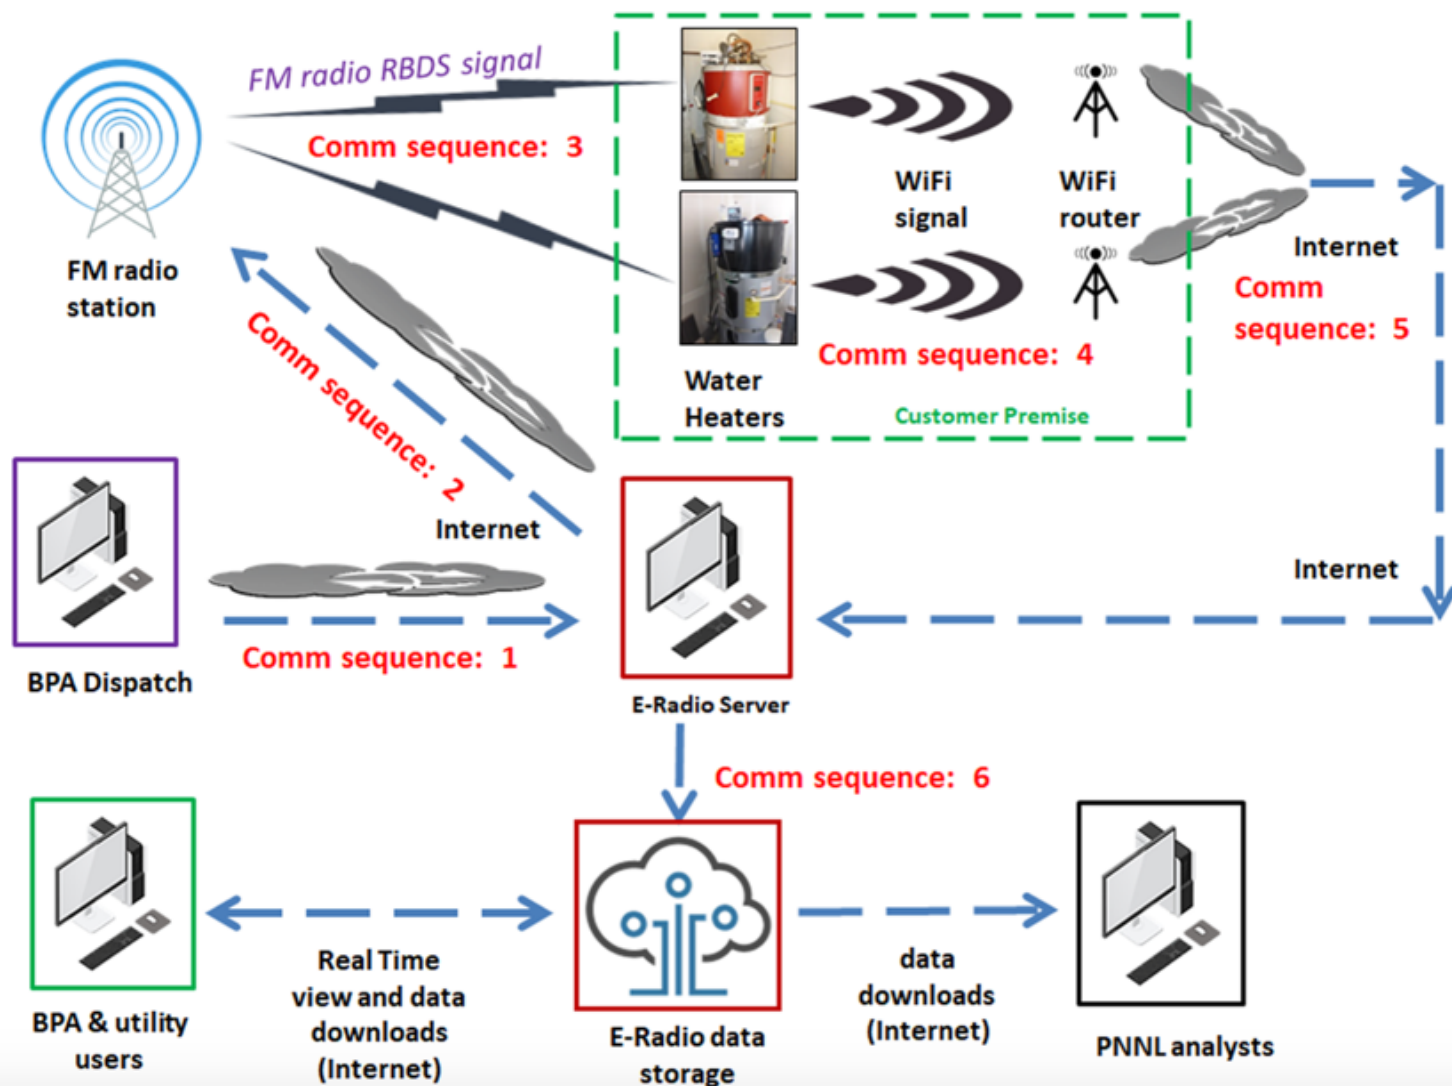 FM radio RBDS signal
Comm sequence: 3
FM radio
station
WiFi
signal
WiFi
router
Internet
Comm
sequence: 5
Comm sequence: 4
Water
Heaters
Customer Premise
Comm sequence: 2
Internet
Internet
Comm sequence: 1
BPA Dispatch
E-Radio Server
Comm sequence: 6
Real Time
view and data
downloads
(Internet)
data
downloads
(Internet)
BPA & utility
users
E-Radio data
storage
PNNL analysts